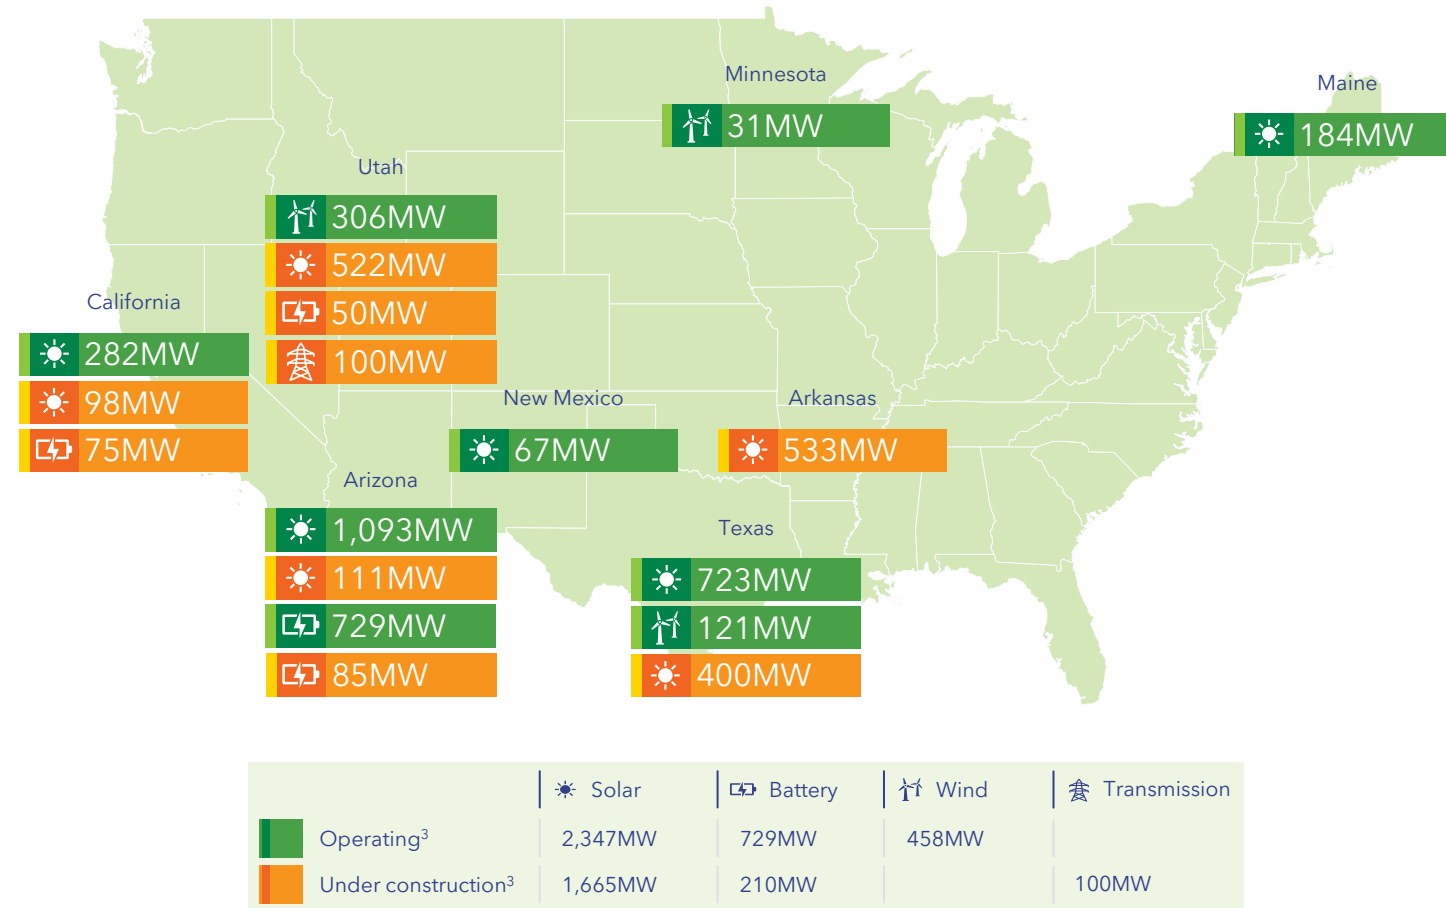 Minnesota
31MW
Maine
184MW
Utah
306MW
522MW
50MW
100MW
California
282MW
98MW
75MW
New Mexico
67MW
Arkansas
533MW
Arizona
1,093MW
111MW
729MW
85MW
Texas
723MW
121MW
400MW
Solar Battery Wind Transmission
Operating³ 2,347MW 729MW 458MW
Under construction³ 1,665MW 210MW 100MW